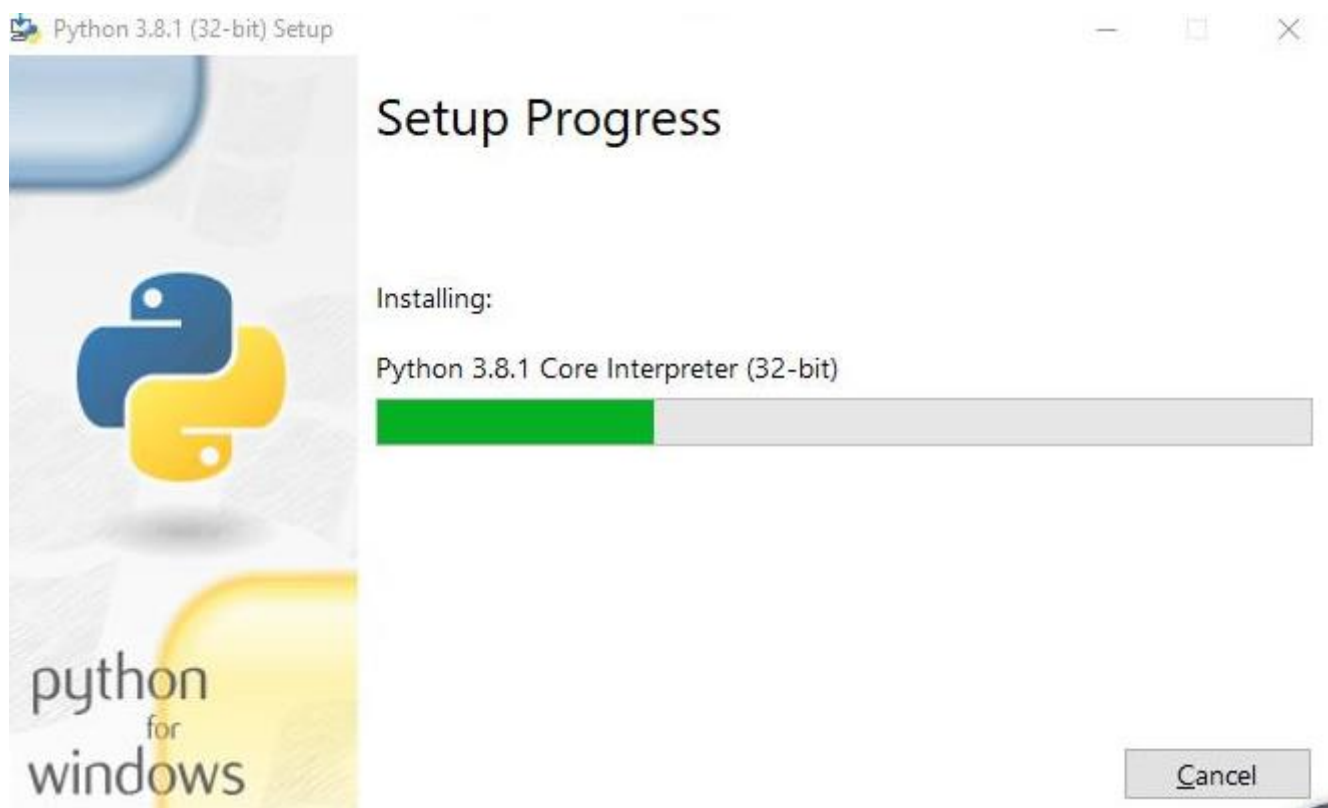 Python 3.8.1 (32-bit) Setup
Setup Progress
Installing:
Python 3.8.1 Core Interpreter (32-bit)
python
for
windows
Cancel